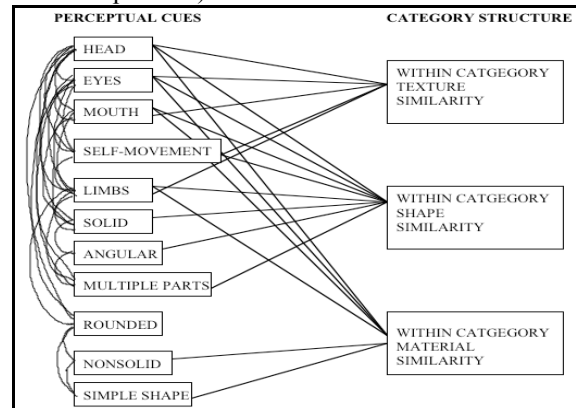 PERCEPTUAL CUES
CATEGORY STRUCTURE
HEAD
EYES
MOUTH
SELF-MOVEMENT
LIMBS
SOLID
ANGULAR
MULTIPLE PARTS
ROUNDED
NONSOLID
SIMPLE SHAPE
WITHIN CATGEGORY
TEXTURE
SIMILARITY
WITHIN CATGEGORY
SHAPE
SIMILARITY
WITHIN CATGEGORY
MATERIAL
SIMILARITY